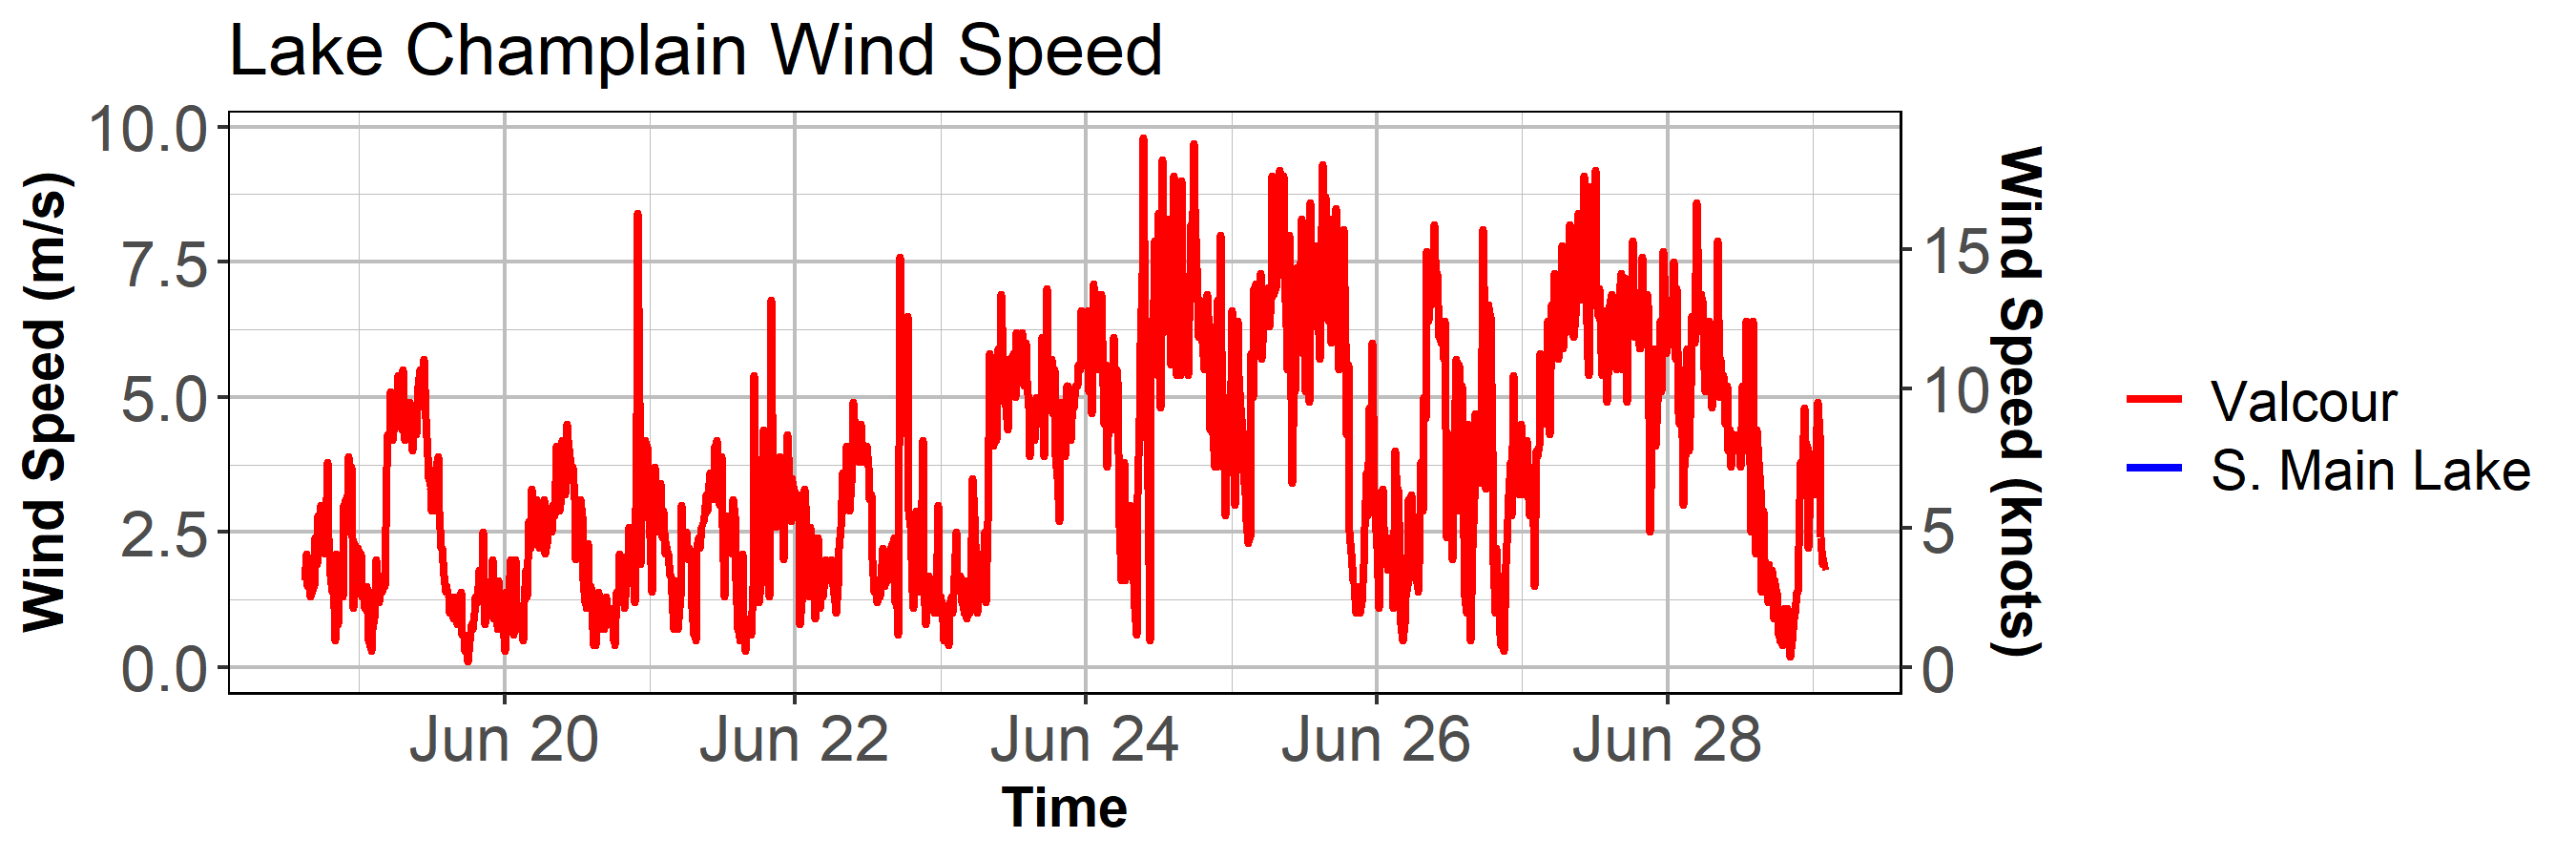 Lake Champlain Wind Speed
Wind Speed (m/s)
10.0
7.5
5.0
2.5
0.0
Jun 20
Jun 22
Jun 24
Jun 26
Jun 28
Time
15
10
5
0
Wind Speed (knots)
Valcour
S. Main Lake